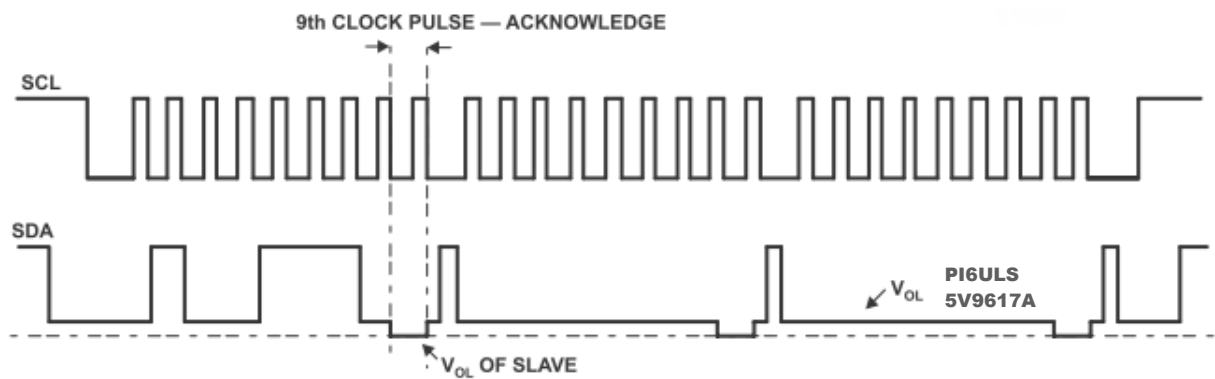 9th CLOCK PULSE — ACKNOWLEDGE
SCL
SDA
VOL PI6ULS
5V9617A
VOL OF SLAVE